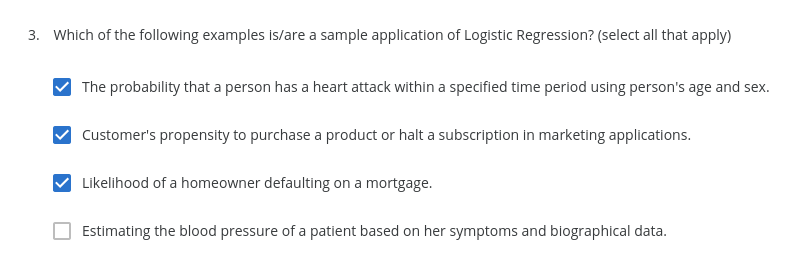 3. Which of the following examples is/are a sample application of Logistic Regression? (select all that apply)
The probability that a person has a heart attack within a specified time period using person's age and sex.
Customer's propensity to purchase a product or halt a subscription in marketing applications.
Likelihood of a homeowner defaulting on a mortgage.
Estimating the blood pressure of a patient based on her symptoms and biographical data.